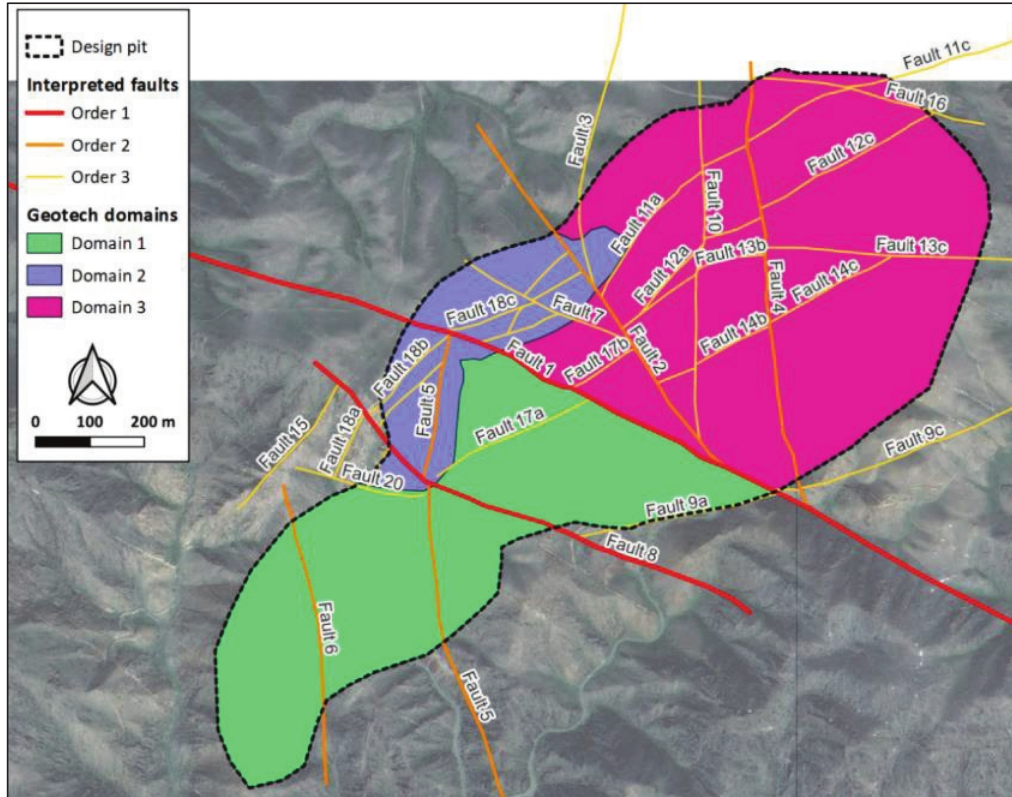 Design pit
Interpreted faults
Order 1
Order 2
Order 3
Geotech domains
Domain 1
Domain 2
Domain 3
0 100 200 m
Fault 11c
Fault 16
Fault 3
Fault 12c
Fault 11a
Fault 10
Fault 12a
Fault 13b
Fault 13c
Fault 14c
Fault 4
Fault 18c
Fault 7
Fault 14b
Fault 2
Fault 1
Fault 17b
Fault 18b
Fault 5
Fault 17a
Fault 15
Fault 18a
Fault 20
Fault 9c
Fault 9a
Fault 8
Fault 6
Fault 5